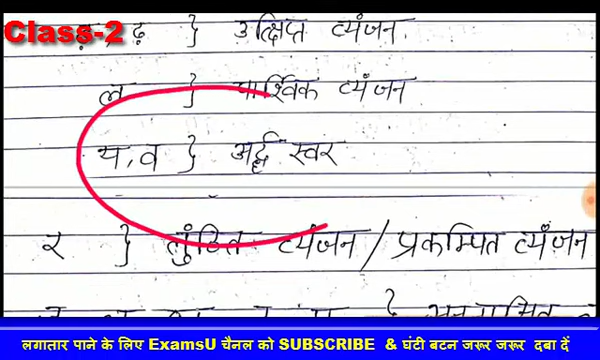 Class-2
ढ़ } उत्क्षिप्त व्यंजन
ल } पार्श्विक व्यंजन
य, व } अर्द्ध स्वर
र } लुंठित व्यंजन / प्रकम्पित व्यंजन
लगातार पाने के लिए ExamsU चैनल को SUBSCRIBE & घंटी बटन जरूर जरूर दबा दें